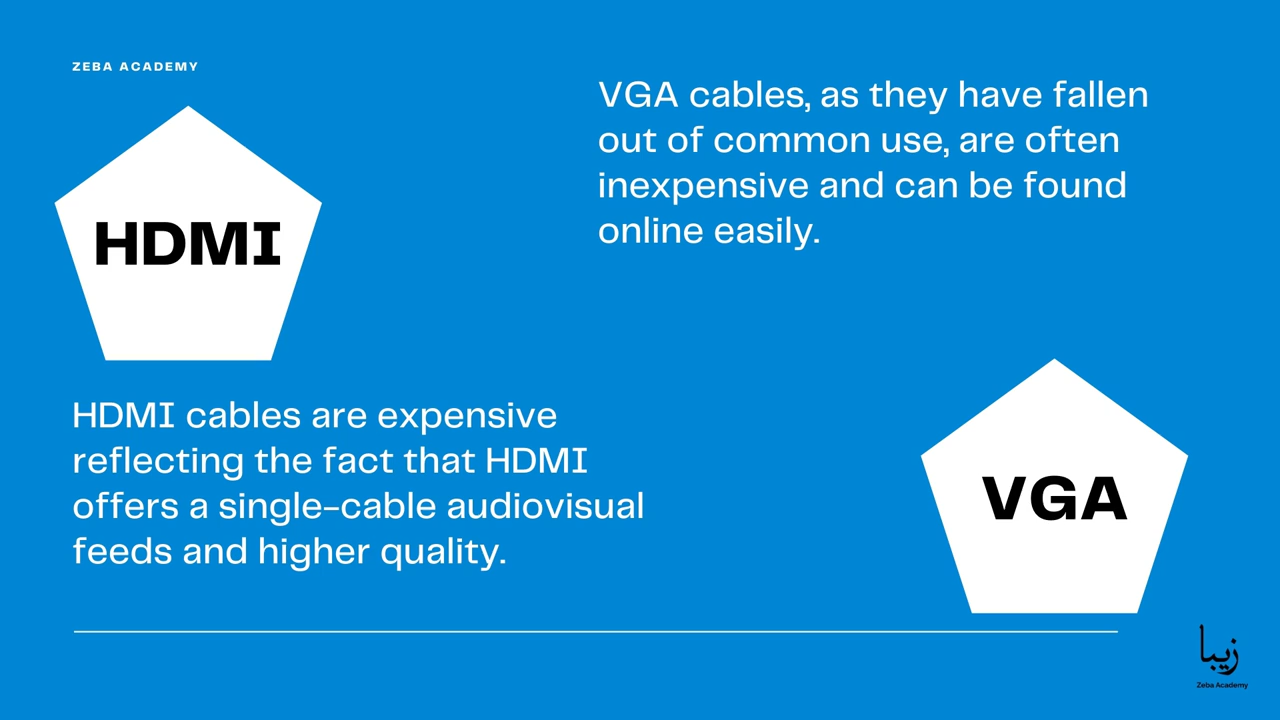 ZEBA ACADEMY
HDMI
HDMI cables are expensive
reflecting the fact that HDMI
offers a single-cable audiovisual
feeds and higher quality.
VGA cables, as they have fallen
out of common use, are often
inexpensive and can be found
online easily.
VGA
زيبا
Zeba Academy